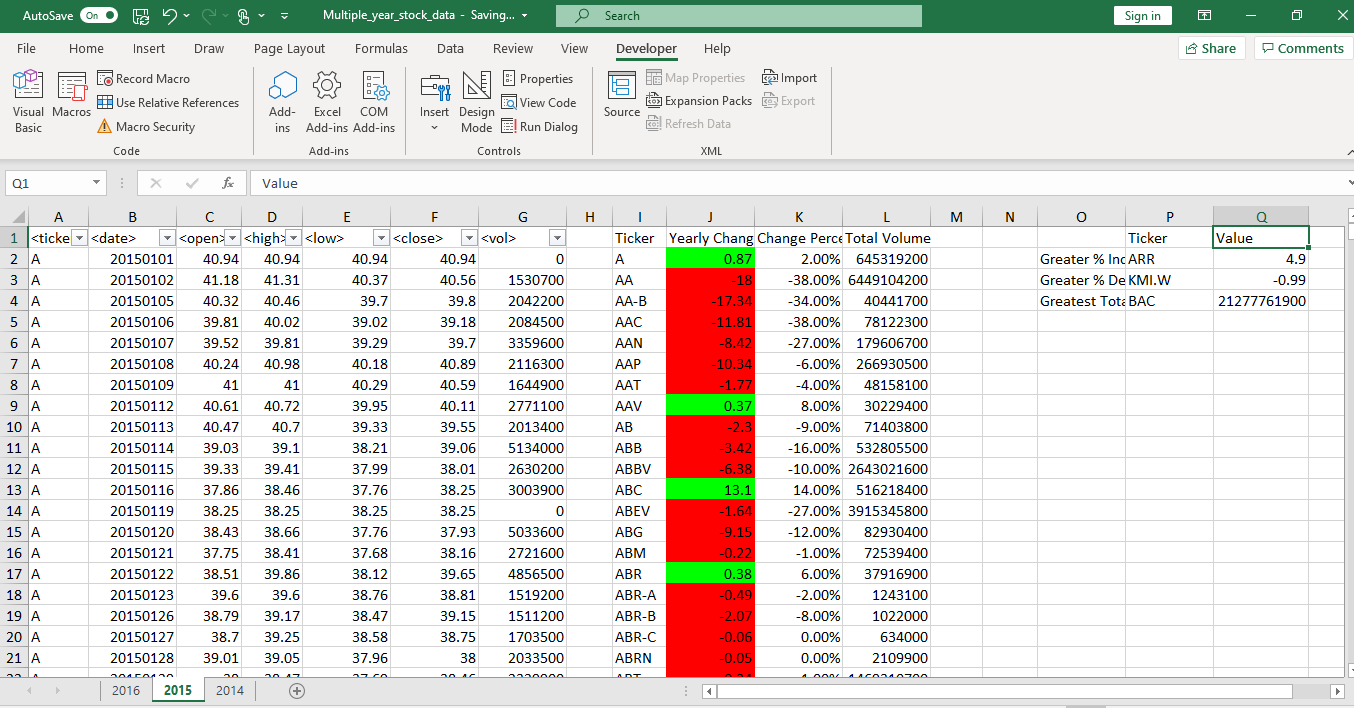 AutoSave On Multiple_year_stock_data - Saving... Search Sign in
File Home Insert Draw Page Layout Formulas Data Review View Developer Help Share Comments
Visual Basic
Macros
Record Macro
Use Relative References
Macro Security
Code
Add-ins
Excel Add-ins
COM Add-ins
Add-ins
Insert
Design Mode
Properties
View Code
Run Dialog
Controls
Source
Map Properties
Expansion Packs
Refresh Data
Import
Export
XML
Q1 fx Value
A B C D E F G H I J K L M N O P Q
1 <ticke <date> <open> <high> <low> <close> <vol> Ticker Yearly Chang Change Perce Total Volume Ticker Value
2 A 20150101 40.94 40.94 40.94 40.94 0 A 0.87 2.00% 645319200 Greater % Inc ARR 4.9
3 A 20150102 41.18 41.31 40.37 40.56 1530700 AA -18 -38.00% 6449104200 Greater % De KMI.W -0.99
4 A 20150105 40.32 40.46 39.7 39.8 2042200 AA-B -17.34 -34.00% 40441700 Greatest Tota BAC 21277761900
5 A 20150106 39.81 40.02 39.02 39.18 2084500 AAC -11.81 -38.00% 78122300
6 A 20150107 39.52 39.81 39.29 39.7 3359600 AAN -8.42 -27.00% 179606700
7 A 20150108 40.24 40.98 40.18 40.89 2116300 AAP -10.34 -6.00% 266930500
8 A 20150109 41 41 40.29 40.59 1644900 AAT -1.77 -4.00% 48158100
9 A 20150112 40.61 40.72 39.95 40.11 2771100 AAV 0.37 8.00% 30229400
10 A 20150113 40.47 40.7 39.33 39.55 2013400 AB -2.3 -9.00% 71403800
11 A 20150114 39.03 39.1 38.21 39.06 5134000 ABB -3.42 -16.00% 532805500
12 A 20150115 39.33 39.41 37.99 38.01 2630200 ABBV -6.38 -10.00% 2643021600
13 A 20150116 37.86 38.46 37.76 38.25 3003900 ABC 13.1 14.00% 516218400
14 A 20150119 38.25 38.25 38.25 38.25 0 ABEV -1.64 -27.00% 3915345800
15 A 20150120 38.43 38.66 37.76 37.93 5033600 ABG -9.15 -12.00% 82930400
16 A 20150121 37.75 38.41 37.68 38.16 2721600 ABM -0.22 -1.00% 72539400
17 A 20150122 38.51 39.86 38.12 39.65 4856500 ABR 0.38 6.00% 37916900
18 A 20150123 39.6 39.6 38.76 38.81 1519200 ABR-A -0.49 -2.00% 1243100
19 A 20150126 38.79 39.17 38.47 39.15 1511200 ABR-B -2.07 -8.00% 1022000
20 A 20150127 38.7 39.25 38.58 38.75 1703500 ABR-C -0.06 0.00% 634000
21 A 20150128 39.01 39.05 37.96 38 2033500 ABRN -0.05 0.00% 2109900
2016 2015 2014